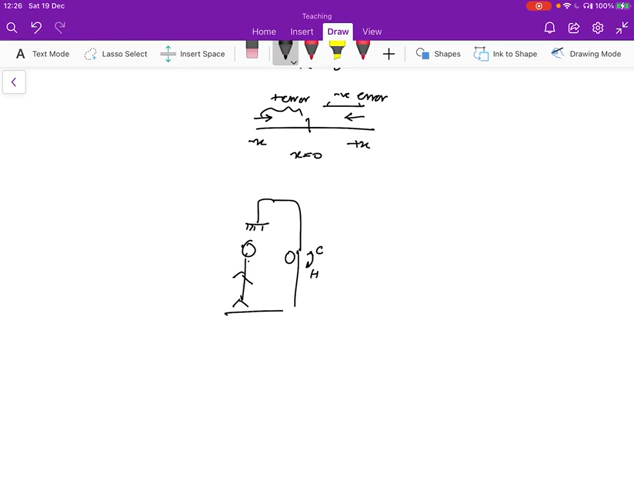 12:26 Sat 19 Dec
100%
Teaching
Home Insert Draw View
Text Mode Lasso Select Insert Space Shapes Ink to Shape Drawing Mode
+error -ve error
-x +x
x=0
C
H